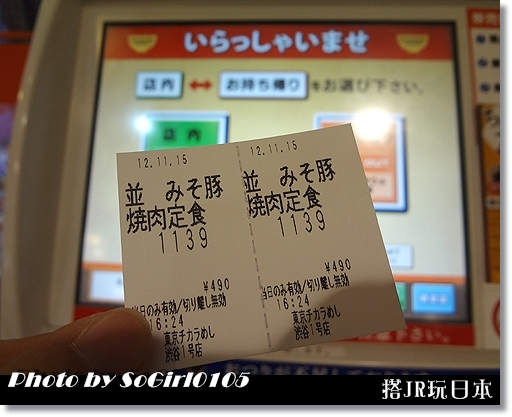 いらっしゃいませ
店内 ↔ お持ち帰り をお選び下さい。
店内
12.11.15
並 みそ豚
焼肉定食
1139
¥490
当日のみ有効/切り離し無効
16:24
東京チカラめし
渋谷1号店
12.11.15
並 みそ豚
焼肉定食
1139
¥490
当日のみ有効/切り離し無効
16:24
東京チカラめし
渋谷1号店
Photo by SoGirl0105
搭JR玩日本